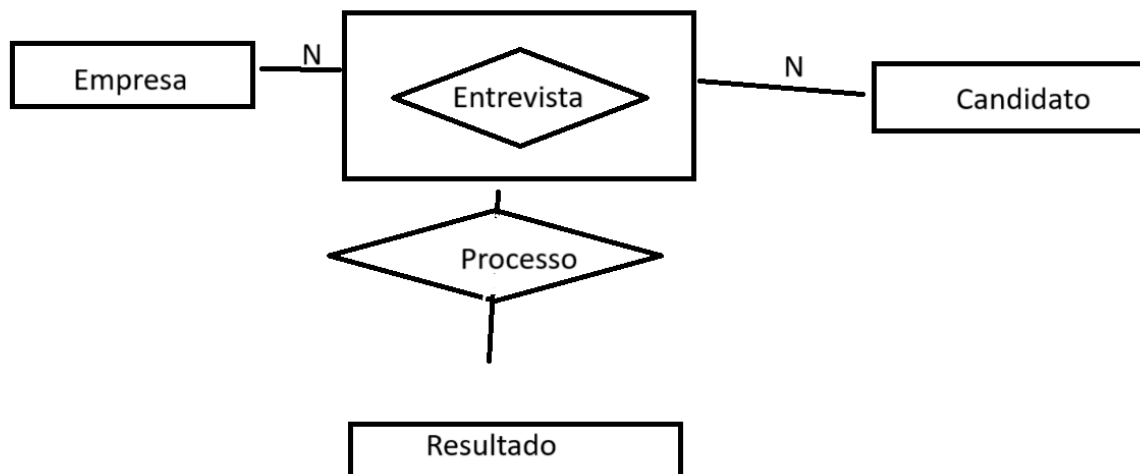 N
N
Empresa
Entrevista
Candidato
Processo
Resultado